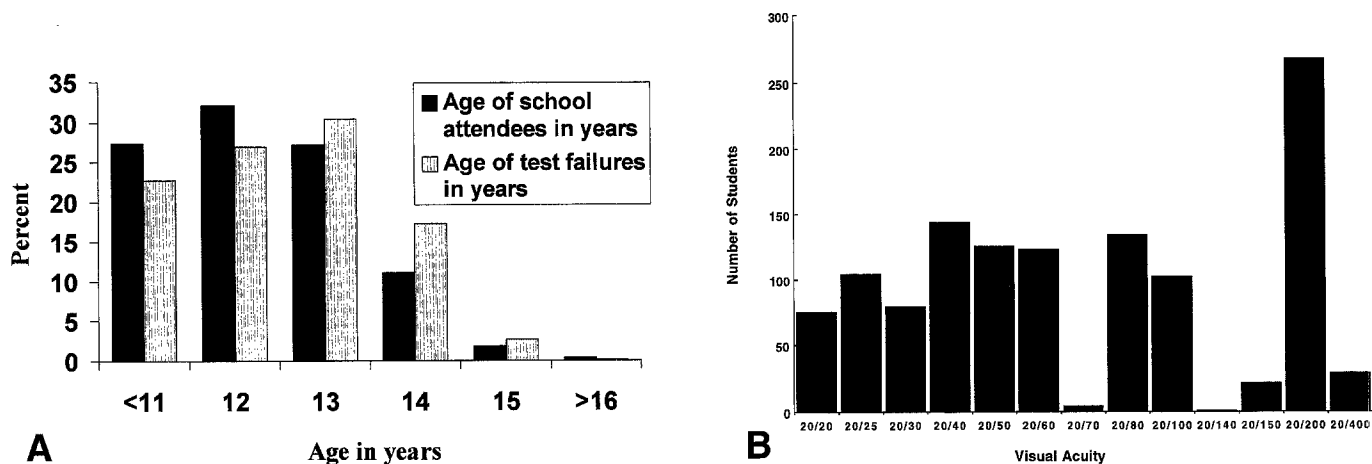 35
30
25
20
15
10
5
0
Percent
Age of school
attendees in years
Age of test failures
in years
<11 12 13 14 15 >16
Age in years
A
300
250
200
150
100
50
0
Number of Students
20/20 20/25 20/30 20/40 20/50 20/60 20/70 20/80 20/100 20/140 20/150 20/200 20/400
Visual Acuity
B